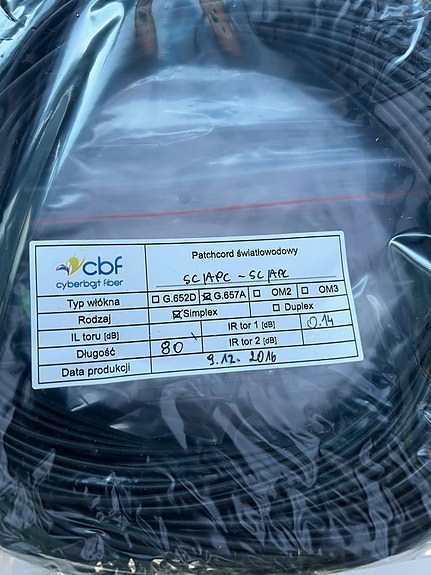 cbf
cyberbajt fiber
Patchcord światłowodowy
SC/APC - SC/APC
Typ włókna ☐ G.652D ☒ G.657A ☐ OM2 ☐ OM3
Rodzaj ☒ Simplex ☐ Duplex
IL toru [dB] IR tor 1 [dB] 0.14
Długość 80 IR tor 2 [dB]
Data produkcji 9.12.2016